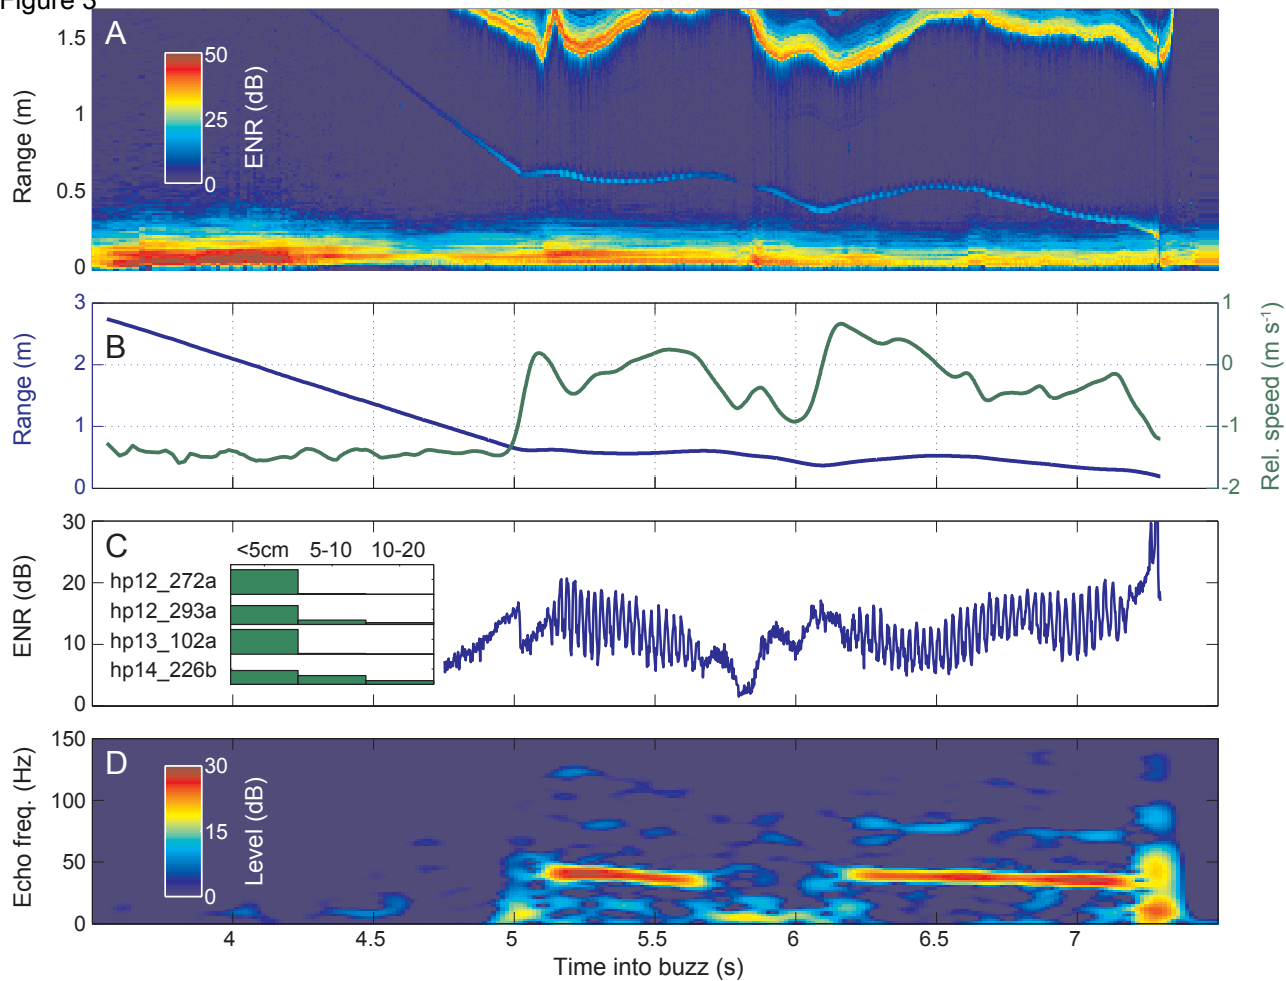 Figure 3
A
1.5
1
0.5
0
Range (m)
50
25
0
ENR (dB)
B
3
2
1
0
Range (m)
1
0
-1
-2
Rel. speed (m s-1)
C
30
20
10
0
ENR (dB)
<5cm 5-10 10-20
hp12_272a
hp12_293a
hp13_102a
hp14_226b
D
150
100
50
0
Echo freq. (Hz)
30
15
0
Level (dB)
4 4.5 5 5.5 6 6.5 7
Time into buzz (s)